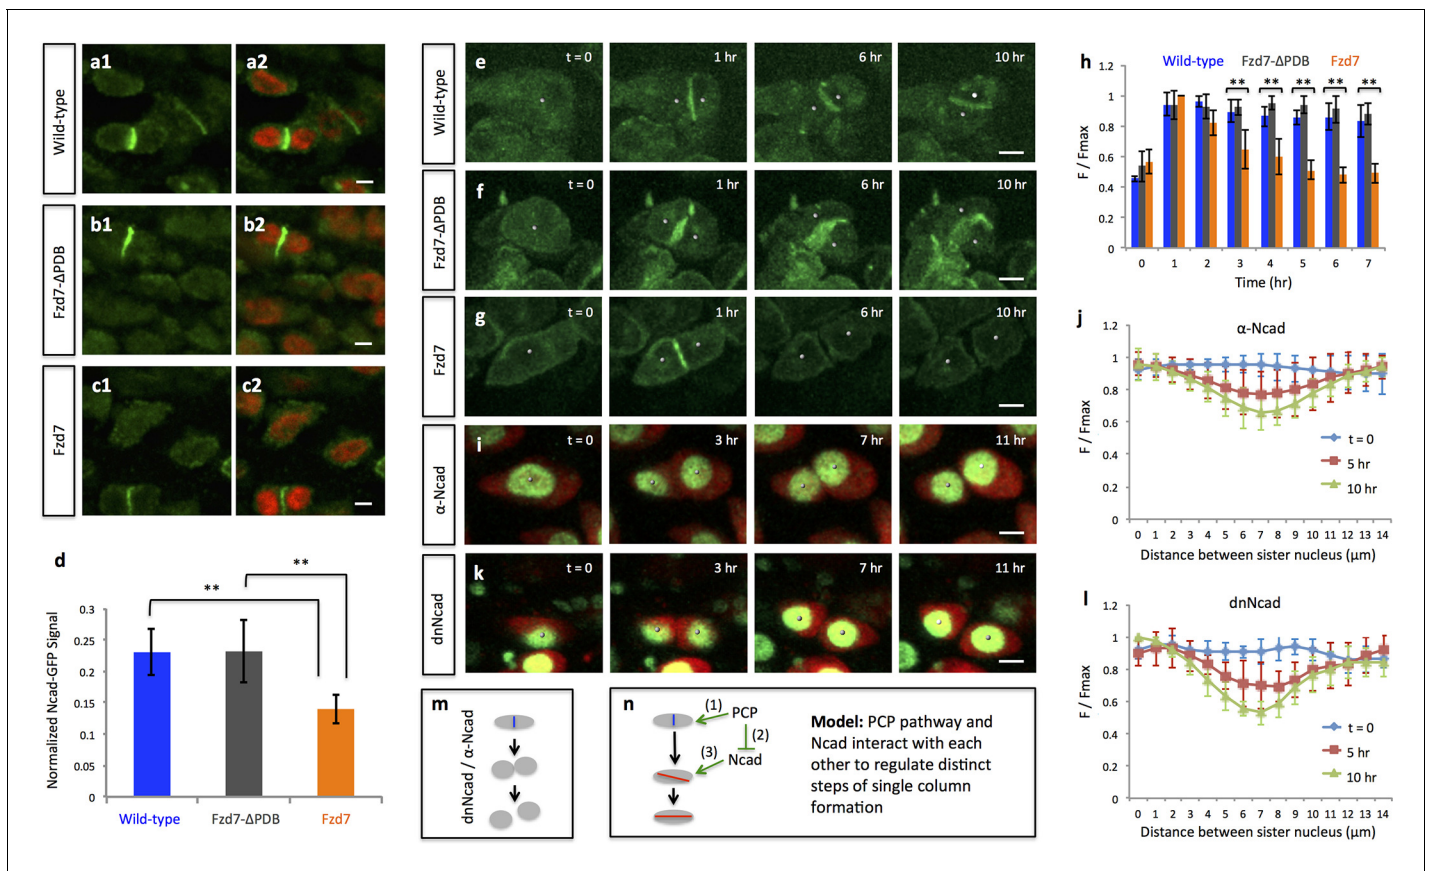 Wild-type
a1
a2
Fzd7-ΔPDB
b1
b2
Fzd7
c1
c2
d
**
**
Normalized Ncad-GFP Signal
0.3
0.25
0.2
0.15
0.1
0.05
0
Wild-type
Fzd7-ΔPDB
Fzd7
Wild-type
e
t = 0
1 hr
6 hr
10 hr
Fzd7-ΔPDB
f
t = 0
1 hr
6 hr
10 hr
Fzd7
g
t = 0
1 hr
6 hr
10 hr
α-Ncad
i
t = 0
3 hr
7 hr
11 hr
dnNcad
k
t = 0
3 hr
7 hr
11 hr
m
dnNcad / α-Ncad
n
(1)
PCP
(2)
(3)
Ncad
Model: PCP pathway and
Ncad interact with each
other to regulate distinct
steps of single column
formation
h
Wild-type
Fzd7-ΔPDB
Fzd7
** ** ** ** **
F / Fmax
1.2
1
0.8
0.6
0.4
0.2
0
0 1 2 3 4 5 6 7
Time (hr)
j
α-Ncad
F / Fmax
1.2
1
0.8
0.6
0.4
0.2
0
t = 0
5 hr
10 hr
0 1 2 3 4 5 6 7 8 9 10 11 12 13 14
Distance between sister nucleus (μm)
l
dnNcad
F / Fmax
1.2
1
0.8
0.6
0.4
0.2
0
t = 0
5 hr
10 hr
0 1 2 3 4 5 6 7 8 9 10 11 12 13 14
Distance between sister nucleus (μm)